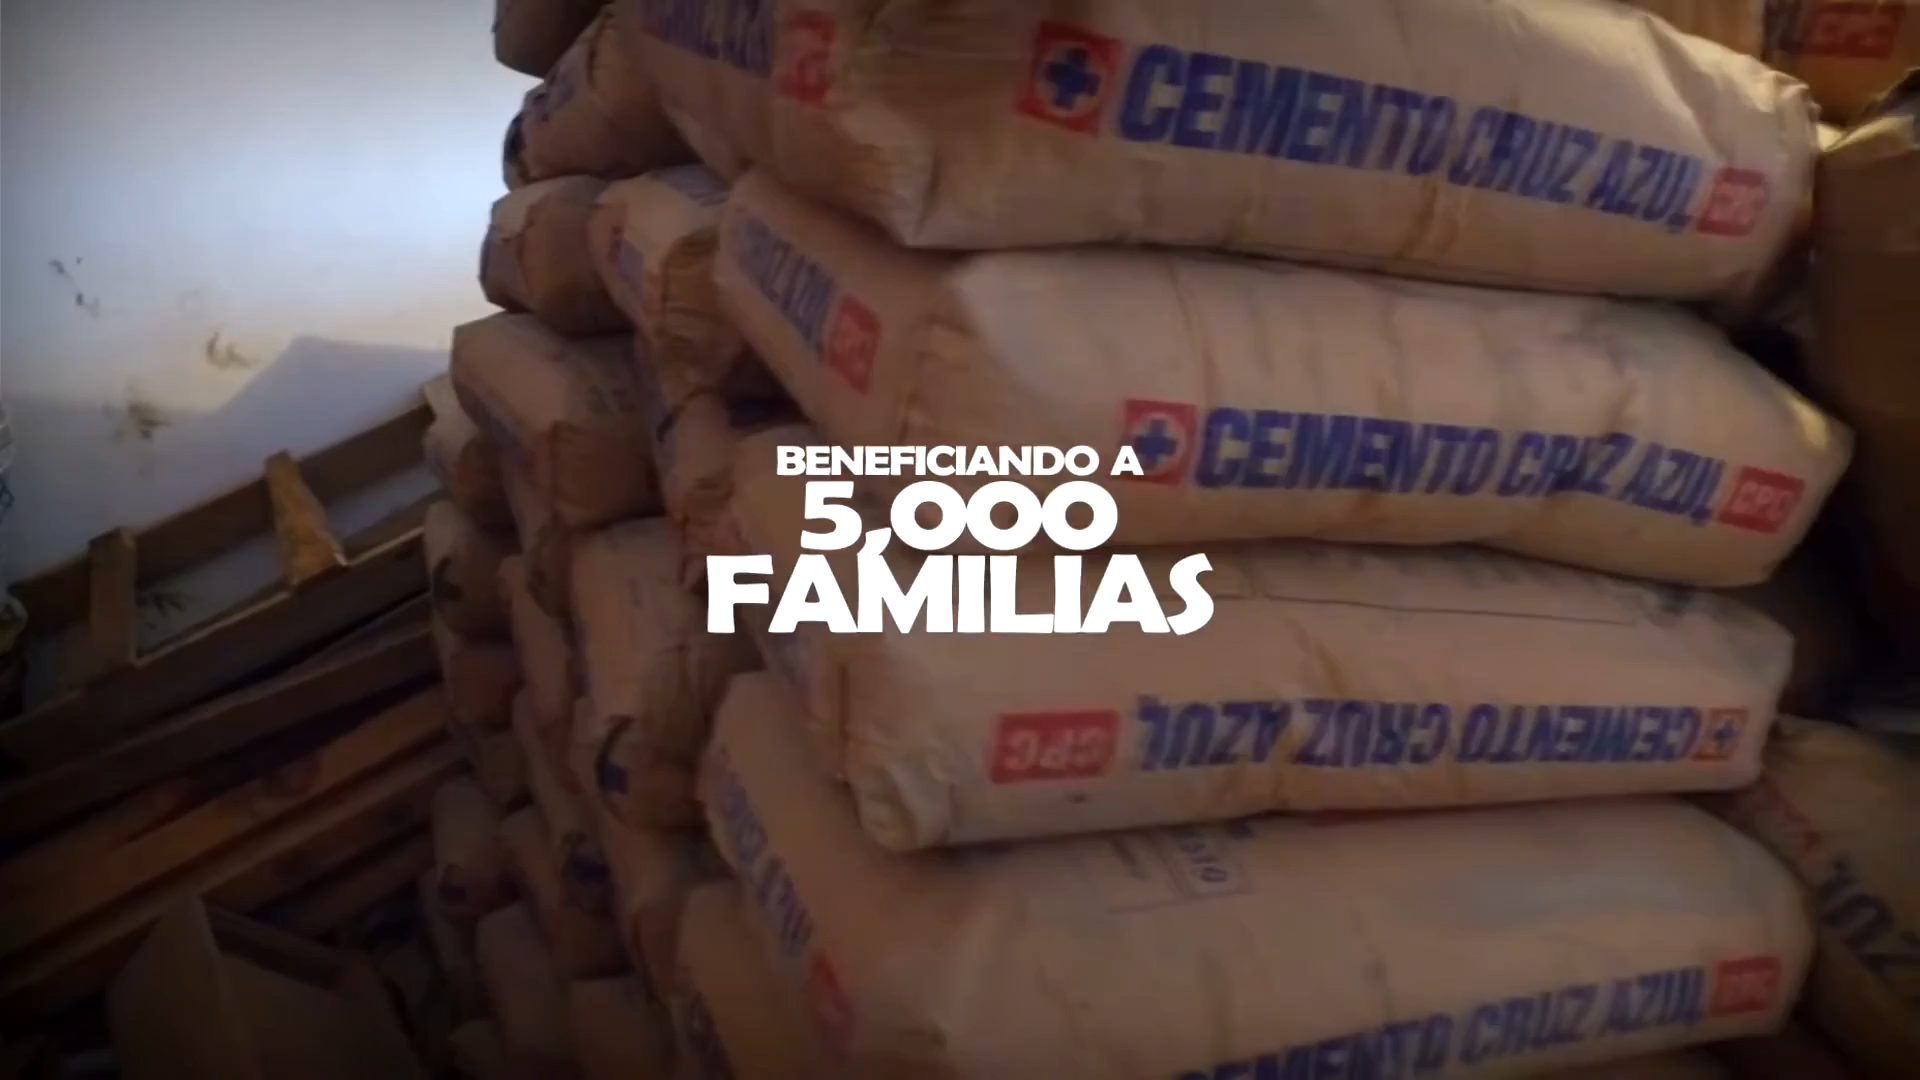 CEMENTO CRUZ AZUL CPC
CRUZ AZUL CPC
CEMENTO CRUZ AZUL CPC
BENEFICIANDO A
5,000
FAMILIAS
CEMENTO CRUZ AZUL CPC
CEMENTO CRUZ AZUL CPC
CPC